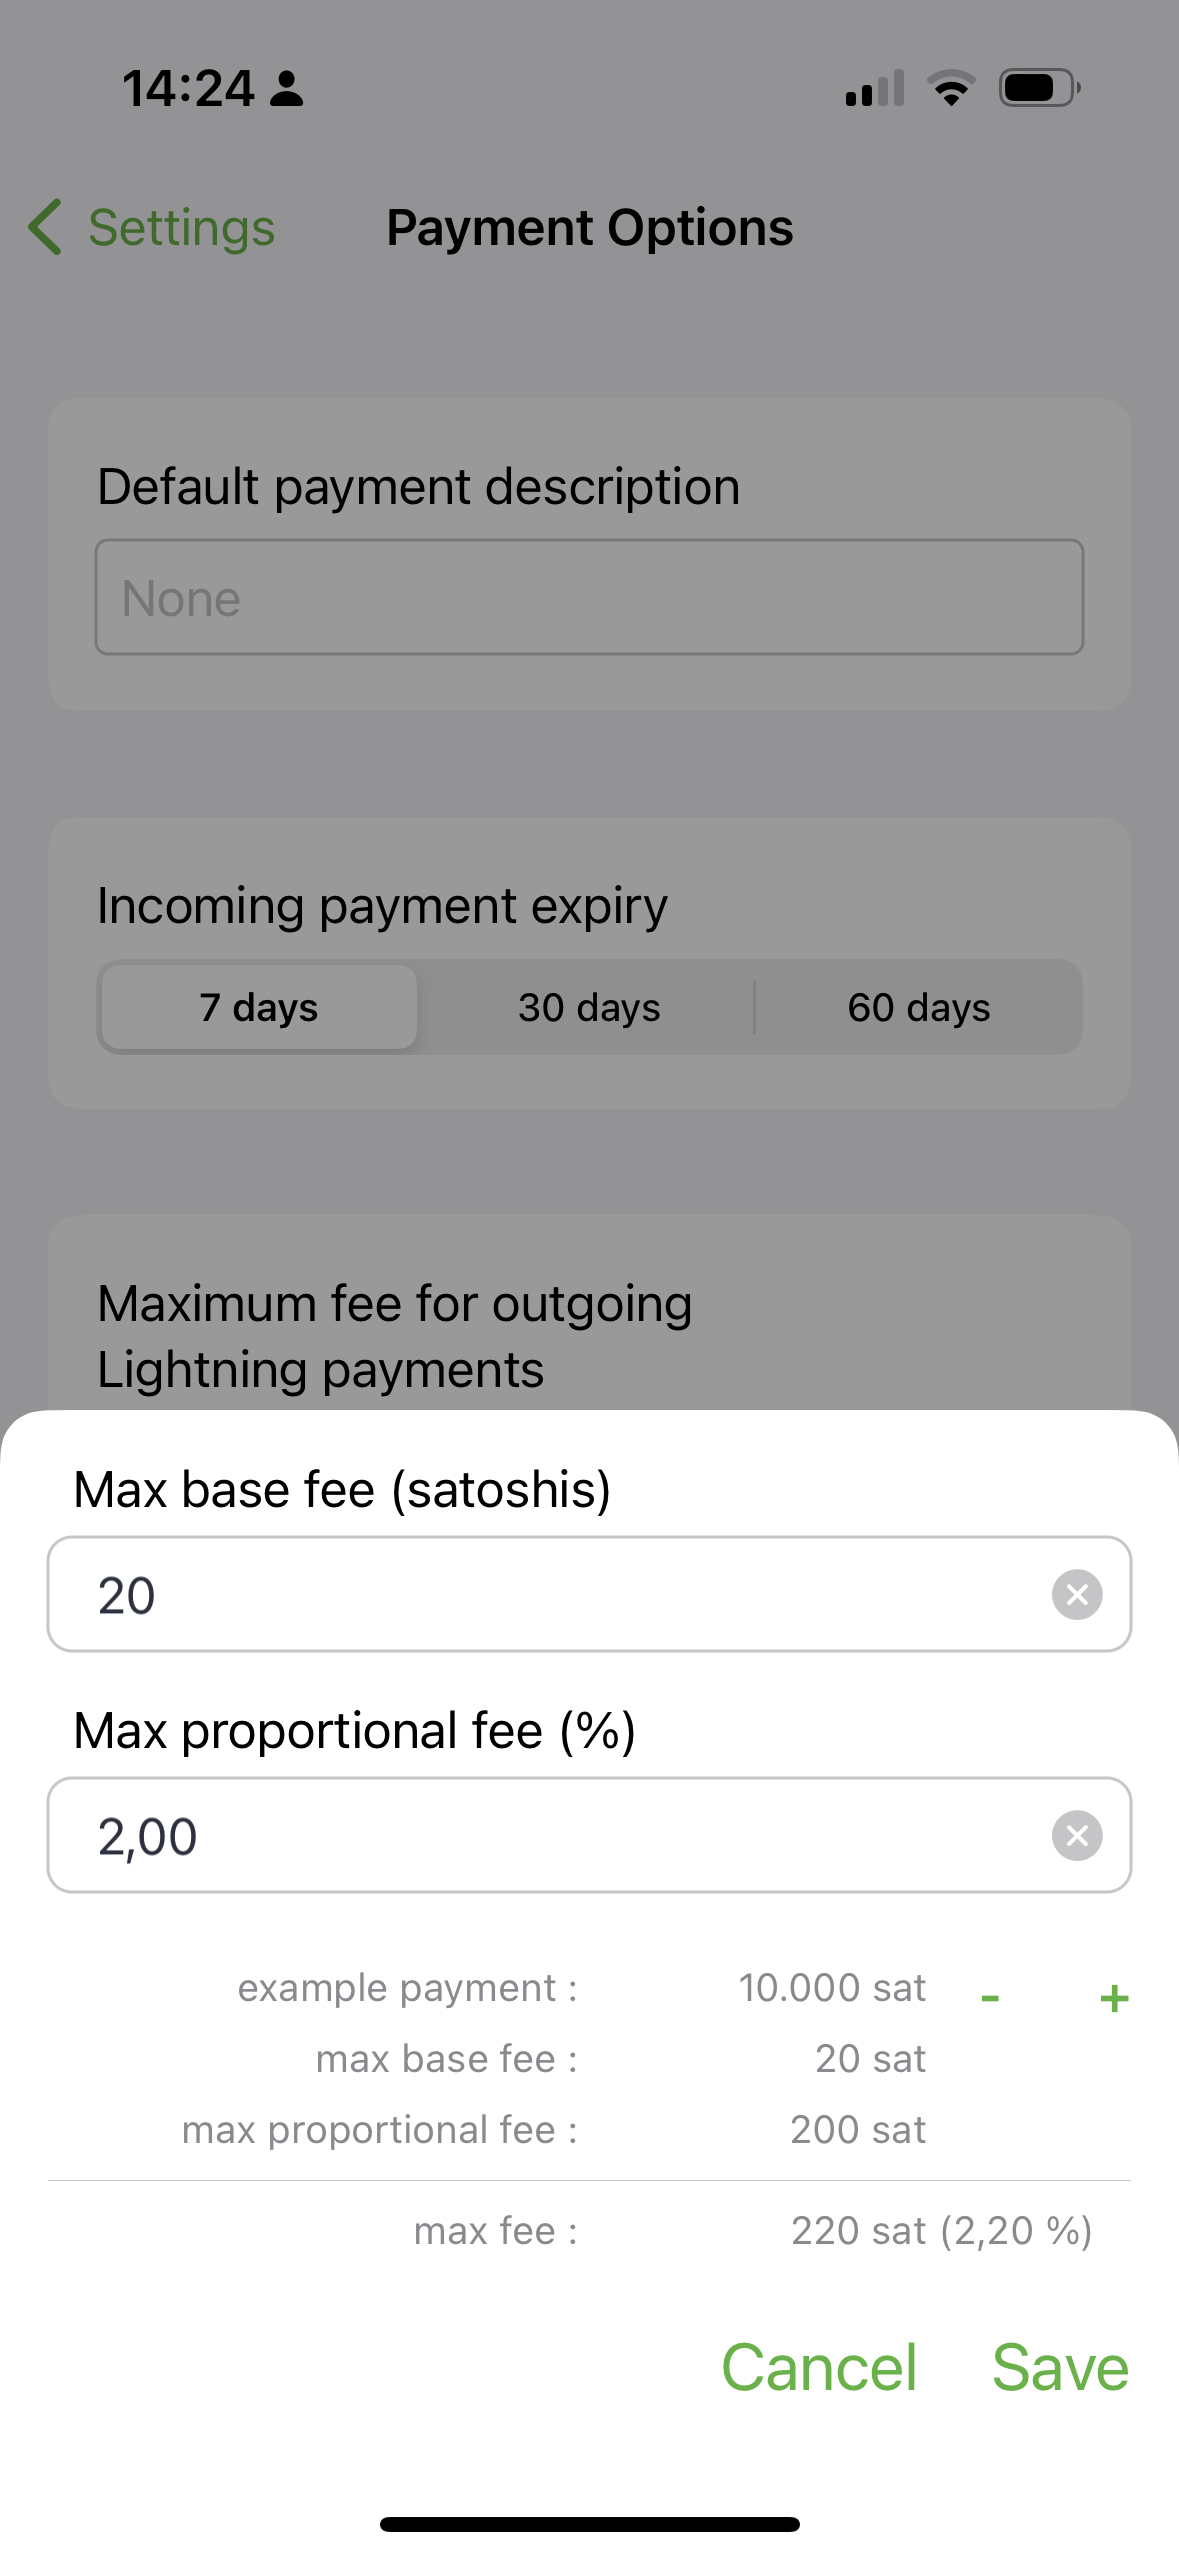 14:24
Settings
Payment Options
Default payment description
None
Incoming payment expiry
7 days 30 days 60 days
Maximum fee for outgoing
Lightning payments
Max base fee (satoshis)
20
Max proportional fee (%)
2,00
example payment : 10.000 sat - +
max base fee : 20 sat
max proportional fee : 200 sat
max fee : 220 sat (2,20 %)
Cancel Save